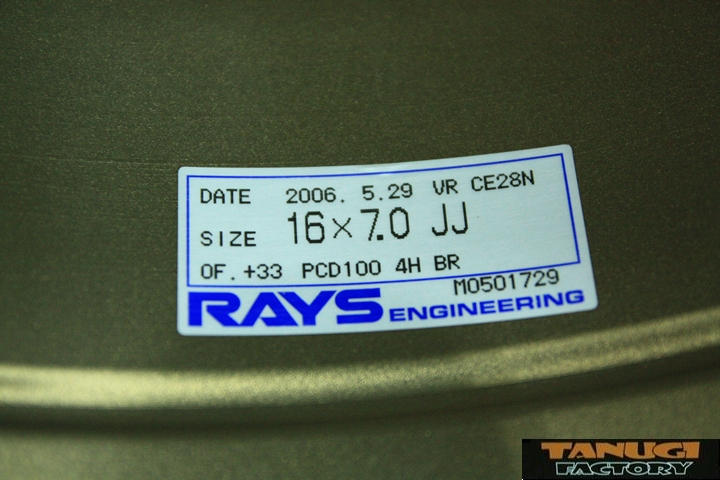 DATE 2006. 5.29 VR CE28N
SIZE 16×7.0 JJ
OF.+33 PCD100 4H BR
M0501729
RAYS ENGINEERING
TANUGI
FACTORY